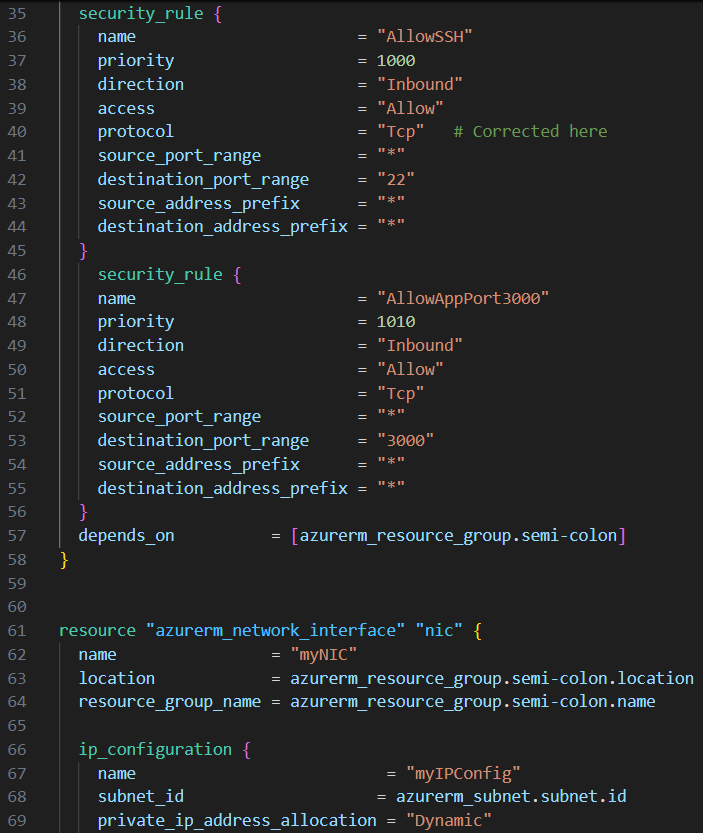 35 security_rule {
36 name = "AllowSSH"
37 priority = 1000
38 direction = "Inbound"
39 access = "Allow"
40 protocol = "Tcp" # Corrected here
41 source_port_range = "*"
42 destination_port_range = "22"
43 source_address_prefix = "*"
44 destination_address_prefix = "*"
45 }
46 security_rule {
47 name = "AllowAppPort3000"
48 priority = 1010
49 direction = "Inbound"
50 access = "Allow"
51 protocol = "Tcp"
52 source_port_range = "*"
53 destination_port_range = "3000"
54 source_address_prefix = "*"
55 destination_address_prefix = "*"
56 }
57 depends_on = [azurerm_resource_group.semi-colon]
58 }
59
60
61 resource "azurerm_network_interface" "nic" {
62 name = "myNIC"
63 location = azurerm_resource_group.semi-colon.location
64 resource_group_name = azurerm_resource_group.semi-colon.name
65
66 ip_configuration {
67 name = "myIPConfig"
68 subnet_id = azurerm_subnet.subnet.id
69 private_ip_address_allocation = "Dynamic"